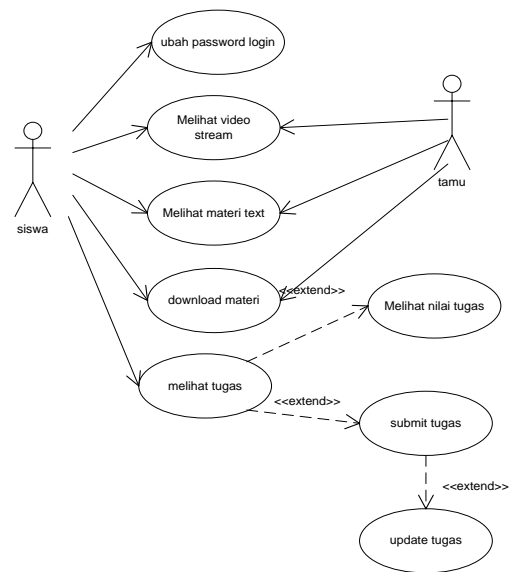 ubah password login
Melihat video
stream
siswa
tamu
Melihat materi text
download materi
<<extend>>
Melihat nilai tugas
melihat tugas
<<extend>>
submit tugas
<<extend>>
update tugas